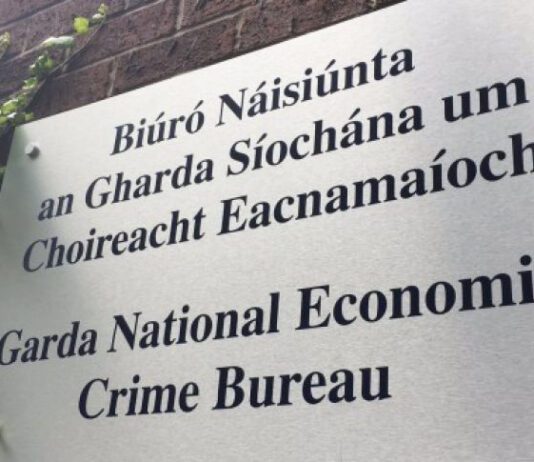 Biúró Náisiúnta
an Gharda Síochána um
Choireacht Eacnamaíoch
Garda National Economi
Crime Bureau